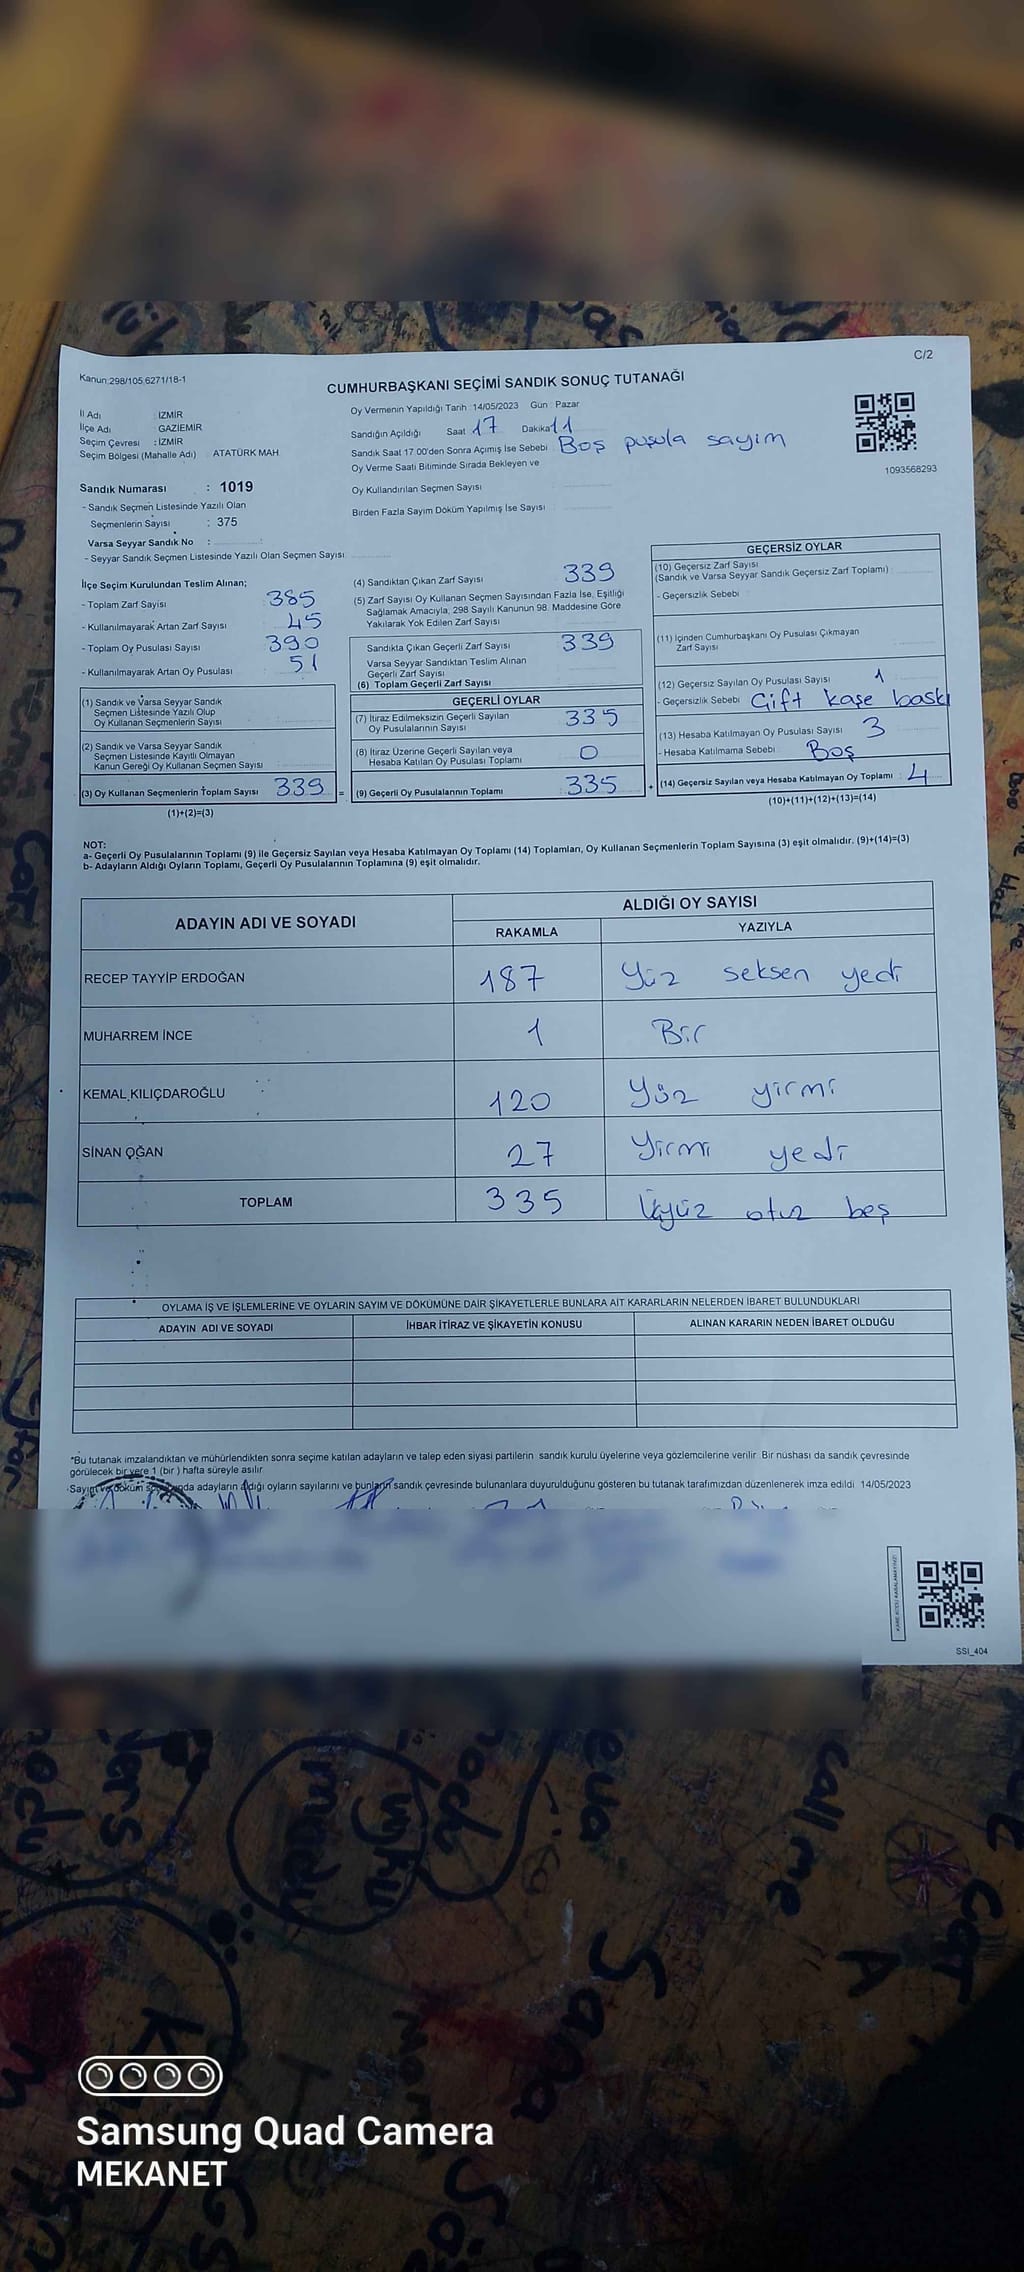 C/2
Kanun:298/105,6271/18-1
CUMHURBAŞKANI SEÇİMİ SANDIK SONUÇ TUTANAĞI
İl Adı : İZMİR
İlçe Adı : GAZİEMİR
Seçim Çevresi : İZMİR
Seçim Bölgesi (Mahalle Adı) ATATÜRK MAH
Oy Vermenin Yapıldığı Tarih :14/05/2023 Gün : Pazar
Sandığın Açıldığı Saat 17 Dakika 11
Sandık Saat 17 00'den Sonra Açımış İse Sebebi Boş pusula sayım
Oy Verme Saati Bitiminde Sırada Bekleyen ve
Oy Kullandırılan Seçmen Sayısı
Birden Fazla Sayım Döküm Yapılmış İse Sayısı
1093568293
Sandık Numarası : 1019
- Sandık Seçmen Listesinde Yazılı Olan
Seçmenlerin Sayısı : 375
Varsa Seyyar Sandık No :
- Seyyar Sandık Seçmen Listesinde Yazılı Olan Seçmen Sayısı
İlçe Seçim Kurulundan Teslim Alınan;
- Toplam Zarf Sayısı 385
- Kullanılmayarak Artan Zarf Sayısı 45
- Toplam Oy Pusulası Sayısı 390
- Kullanılmayarak Artan Oy Pusulası 51
(1) Sandık ve Varsa Seyyar Sandık
Seçmen Listesinde Yazılı Olup
Oy Kullanan Seçmenlerin Sayısı
(2) Sandık ve Varsa Seyyar Sandık
Seçmen Listesinde Kayıtlı Olmayan
Kanun Gereği Oy Kullanan Seçmen Sayısı
(3) Oy Kullanan Seçmenlerin Toplam Sayısı 339 =
(1)+(2)=(3)
(4) Sandıktan Çıkan Zarf Sayısı 339
(5) Zarf Sayısı Oy Kullanan Seçmen Sayısından Fazla İse, Eşitliği
Sağlamak Amacıyla, 298 Sayılı Kanunun 98. Maddesine Göre
Yakılarak Yok Edilen Zarf Sayısı
Sandıkta Çıkan Geçerli Zarf Sayısı 339
Varsa Seyyar Sandıktan Teslim Alınan
Geçerli Zarf Sayısı
(6) Toplam Geçerli Zarf Sayısı
GEÇERLİ OYLAR
(7) İtiraz Edilmeksizin Geçerli Sayılan
Oy Pusulalarının Sayısı 335
(8) İtiraz Üzerine Geçerli Sayılan veya
Hesaba Katılan Oy Pusulası Toplamı 0
(9) Geçerli Oy Pusulalarının Toplamı 335 +
GEÇERSİZ OYLAR
(10) Geçersiz Zarf Sayısı
(Sandık ve Varsa Seyyar Sandık Geçersiz Zarf Toplamı)
- Geçersizlik Sebebi
(11) İçinden Cumhurbaşkanı Oy Pusulası Çıkmayan
Zarf Sayısı
(12) Geçersiz Sayılan Oy Pusulası Sayısı 1
- Geçersizlik Sebebi Çift kaşe baskı
(13) Hesaba Katılmayan Oy Pusulası Sayısı 3
- Hesaba Katılmama Sebebi Boş
(14) Geçersiz Sayılan veya Hesaba Katılmayan Oy Toplamı : 4
(10)+(11)+(12)+(13)=(14)
NOT:
a- Geçerli Oy Pusulalarının Toplamı (9) ile Geçersiz Sayılan veya Hesaba Katılmayan Oy Toplamı (14) Toplamları, Oy Kullanan Seçmenlerin Toplam Sayısına (3) eşit olmalıdır. (9)+(14)=(3)
b- Adayların Aldığı Oyların Toplamı, Geçerli Oy Pusulalarının Toplamına (9) eşit olmalıdır.
ADAYIN ADI VE SOYADI ALDIĞI OY SAYISI
RAKAMLA YAZIYLA
RECEP TAYYİP ERDOĞAN 187 Yüz seksen yedi
MUHARREM İNCE 1 Bir
KEMAL KILIÇDAROĞLU 120 Yüz yirmi
SİNAN OĞAN 27 Yirmi yedi
TOPLAM 335 Üçyüz otuz beş
OYLAMA İŞ VE İŞLEMLERİNE VE OYLARIN SAYIM VE DÖKÜMÜNE DAİR ŞİKAYETLERLE BUNLARA AİT KARARLARIN NELERDEN İBARET BULUNDUKLARI
ADAYIN ADI VE SOYADI İHBAR İTİRAZ VE ŞİKAYETİN KONUSU ALINAN KARARIN NEDEN İBARET OLDUĞU
*Bu tutanak imzalandıktan ve mühürlendikten sonra seçime katılan adayların ve talep eden siyasi partilerin sandık kurulu üyelerine veya gözlemcilerine verilir. Bir nüshası da sandık çevresinde
görülecek bir yere 1 (bir ) hafta süreyle asılır
Sayım ve döküm sonunda adayların aldığı oyların sayılarını ve bunların sandık çevresinde bulunanlara duyurulduğunu gösteren bu tutanak tarafımızdan düzenlenerek imza edildi 14/05/2023
SSI_404
Samsung Quad Camera
MEKANET